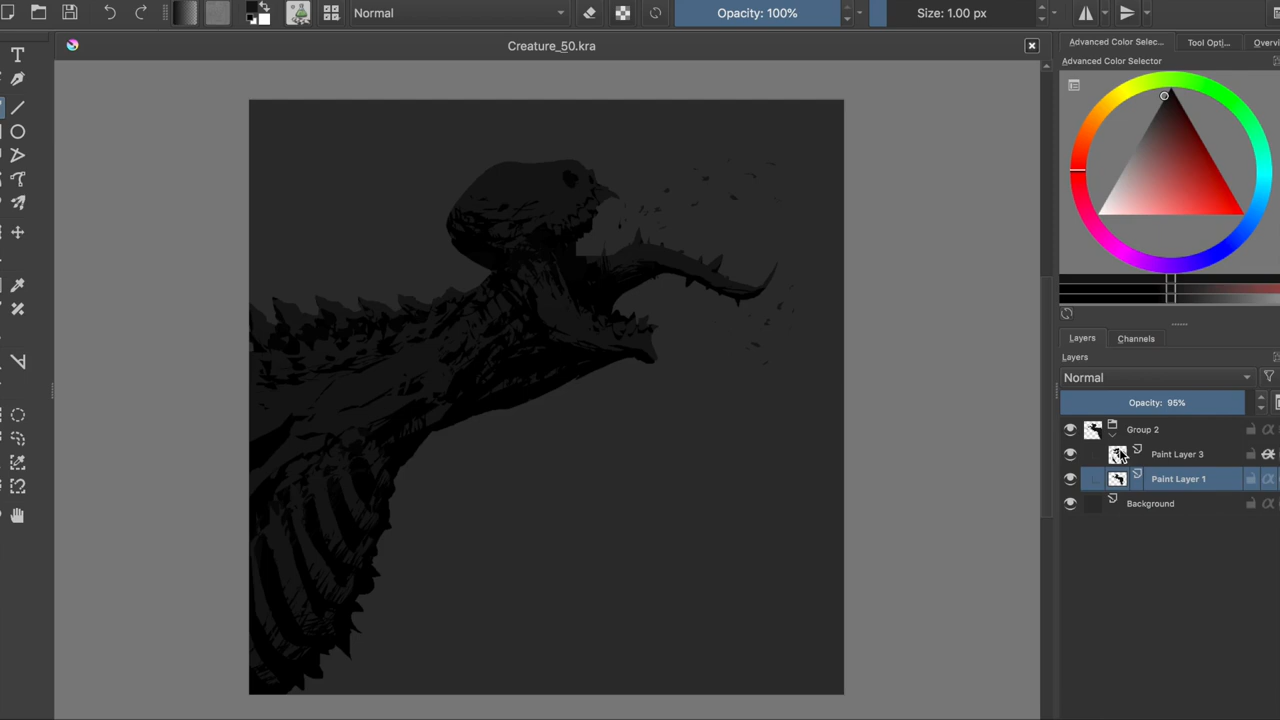 Normal
Opacity: 100%
Size: 1.00 px
Creature_50.kra
Advanced Color Selec...
Tool Opti...
Overvi
Advanced Color Selector
Layers
Channels
Layers
Normal
Opacity: 95%
Group 2
Paint Layer 3
Paint Layer 1
Background